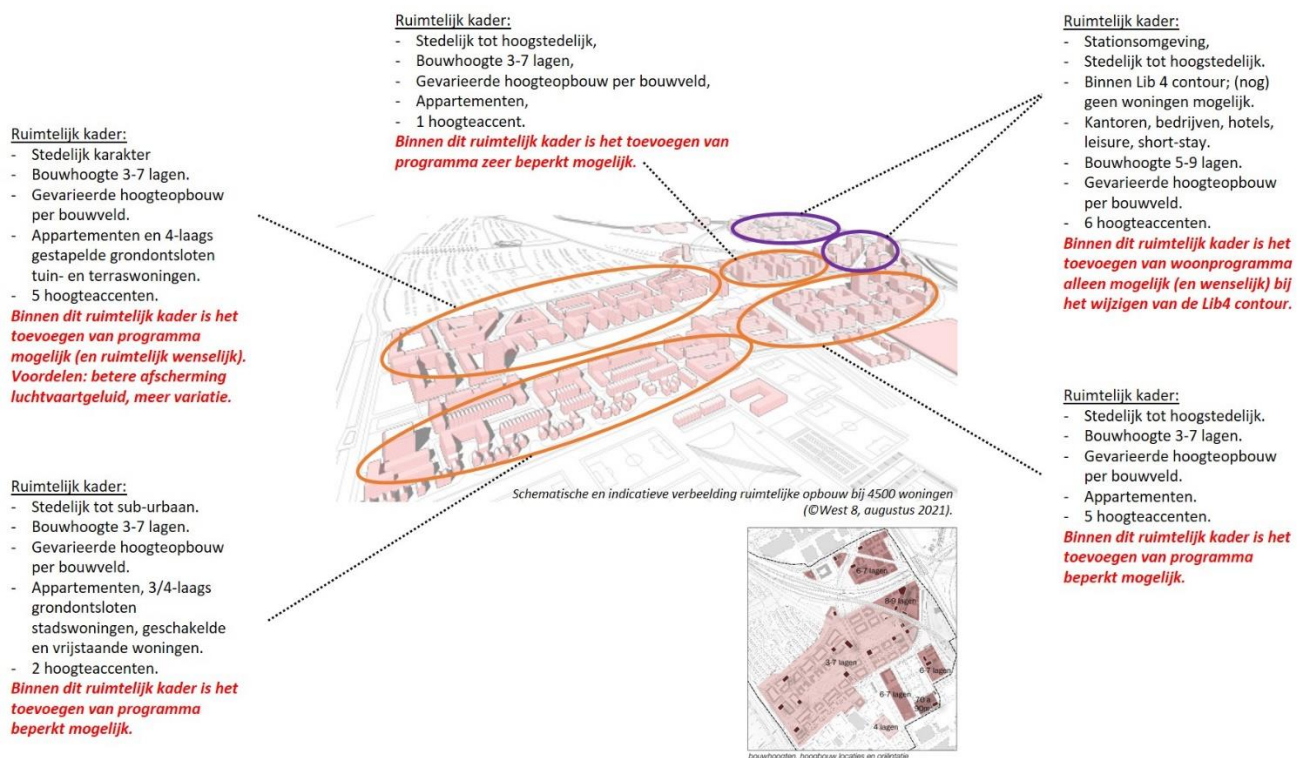 Ruimtelijk kader:
- Stedelijk tot hoogstedelijk,
- Bouwhoogte 3-7 lagen,
- Gevarieerde hoogteopbouw per bouwveld,
- Appartementen,
- 1 hoogteaccent.
Binnen dit ruimtelijk kader is het toevoegen van
programma zeer beperkt mogelijk.
Ruimtelijk kader:
- Stationsomgeving,
- Stedelijk tot hoogstedelijk.
- Binnen Lib 4 contour; (nog)
geen woningen mogelijk.
- Kantoren, bedrijven, hotels,
leisure, short-stay.
- Bouwhoogte 5-9 lagen.
- Gevarieerde hoogteopbouw
per bouwveld.
- 6 hoogteaccenten.
Binnen dit ruimtelijk kader is het
toevoegen van woonprogramma
alleen mogelijk (en wenselijk) bij
het wijzigen van de Lib4 contour.
Ruimtelijk kader:
- Stedelijk karakter
- Bouwhoogte 3-7 lagen.
- Gevarieerde hoogteopbouw
per bouwveld.
- Appartementen en 4-laags
gestapelde grondontsloten
tuin- en terraswoningen.
- 5 hoogteaccenten.
Binnen dit ruimtelijk kader is het
toevoegen van programma
mogelijk (en ruimtelijk wenselijk).
Voordelen: betere afscherming
luchtvaartgeluid, meer variatie.
Ruimtelijk kader:
- Stedelijk tot hoogstedelijk.
- Bouwhoogte 3-7 lagen.
- Gevarieerde hoogteopbouw
per bouwveld.
- Appartementen.
- 5 hoogteaccenten.
Binnen dit ruimtelijk kader is het
toevoegen van programma
beperkt mogelijk.
Ruimtelijk kader:
- Stedelijk tot sub-urbaan.
- Bouwhoogte 3-7 lagen.
- Gevarieerde hoogteopbouw
per bouwveld.
- Appartementen, 3/4-laags
grondontsloten
stadswoningen, geschakelde
en vrijstaande woningen.
- 2 hoogteaccenten.
Binnen dit ruimtelijk kader is het
toevoegen van programma
beperkt mogelijk.
Schematische en indicatieve verbeelding ruimtelijke opbouw bij 4500 woningen
(©West 8, augustus 2021).
6-7 lagen
8-9 lagen
3-7 lagen
6-7 lagen
6-7 lagen
70 a
90m
4 lagen
bouwhoogten, hoogbouw locaties en oriëntatie